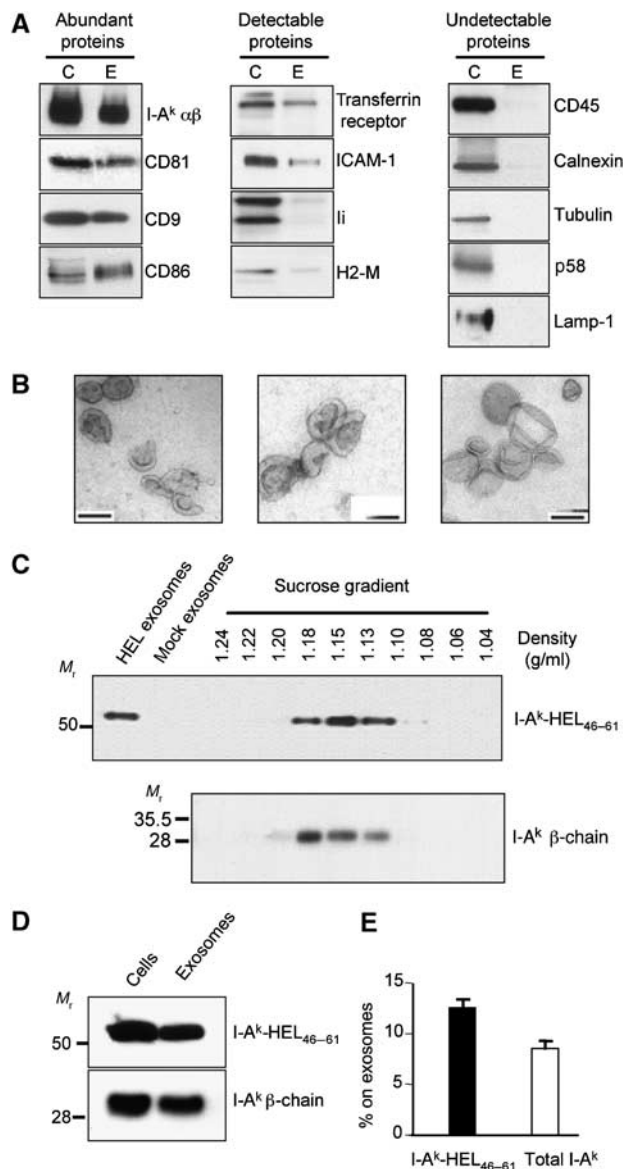 A
Abundant proteins
Detectable proteins
Undetectable proteins
C E
C E
C E
I-Aᵏ αβ
CD81
CD9
CD86
Transferrin receptor
ICAM-1
Ii
H2-M
CD45
Calnexin
Tubulin
p58
Lamp-1
B
C
HEL exosomes
Mock exosomes
Sucrose gradient
1.24 1.22 1.20 1.18 1.15 1.13 1.10 1.08 1.06 1.04
Density (g/ml)
Mᵣ
50
I-Aᵏ-HEL₄₆₋₆₁
Mᵣ
35.5
28
I-Aᵏ β-chain
D
Cells
Exosomes
Mᵣ
50
I-Aᵏ-HEL₄₆₋₆₁
28
I-Aᵏ β-chain
E
% on exosomes
15
10
5
0
I-Aᵏ-HEL₄₆₋₆₁ Total I-Aᵏ